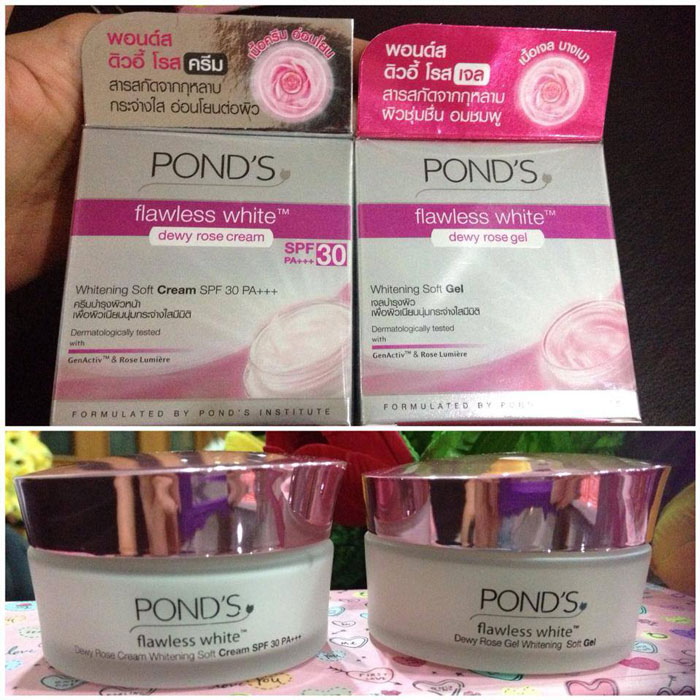 พอนด์ส
ดิวอี้ โรส ครีม
เนื้อครีม อ่อนโยน
สารสกัดจากกุหลาบ
กระจ่างใส อ่อนโยนต่อผิว
POND'S
flawless white™
dewy rose cream
SPF 30
PA+++
Whitening Soft Cream SPF 30 PA+++
ครีมบำรุงผิวหน้า
เพื่อผิวเนียนนุ่มกระจ่างใสมีมิติ
Dermatologically tested
with
GenActiv™ & Rose Lumière
FORMULATED BY POND'S INSTITUTE
พอนด์ส
ดิวอี้ โรส เจล
เนื้อเจล บางเบา
สารสกัดจากกุหลาบ
ผิวชุ่มชื่น อมชมพู
POND'S
flawless white™
dewy rose gel
Whitening Soft Gel
เจลบำรุงผิว
เพื่อผิวเนียนนุ่มกระจ่างใสมีมิติ
Dermatologically tested
with
GenActiv™ & Rose Lumière
FORMULATED BY POND
POND'S
flawless white™
Dewy Rose Cream Whitening Soft Cream SPF 30 PA+++
POND'S
flawless white™
Dewy Rose Gel Whitening Soft Gel